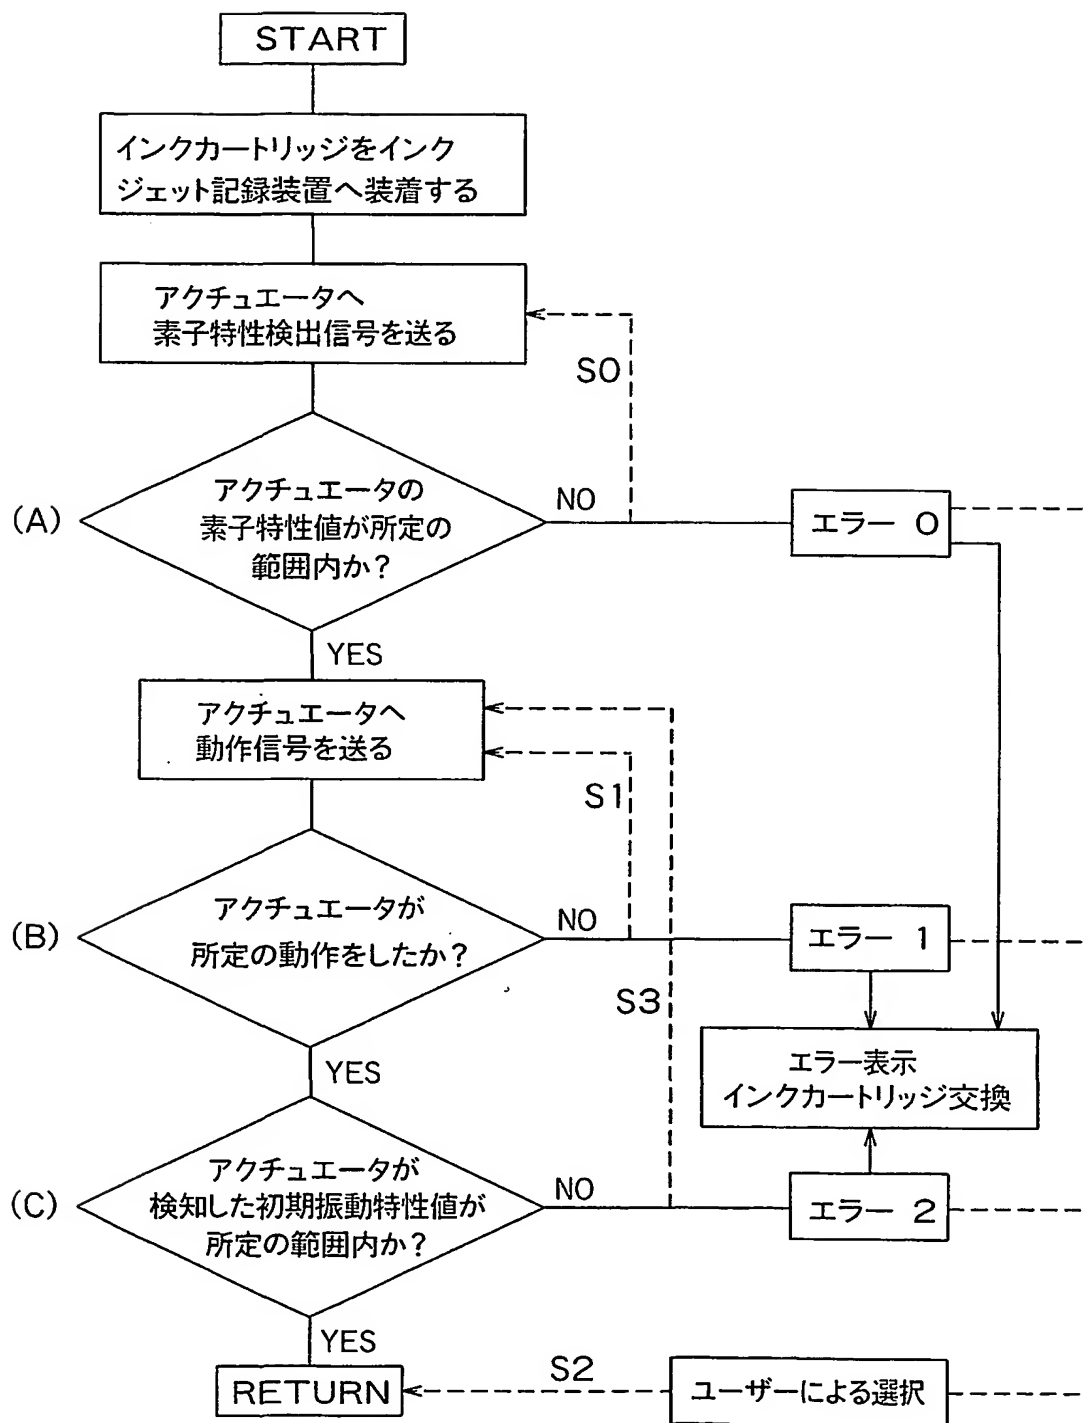 START
インクカートリッジをインク
ジェット記録装置へ装着する
アクチュエータへ
素子特性検出信号を送る
S0
(A)
アクチュエータの
素子特性値が所定の
範囲内か?
NO
エラー 0
YES
アクチュエータへ
動作信号を送る
S1
(B)
アクチュエータが
所定の動作をしたか?
NO
エラー 1
S3
YES
エラー表示
インクカートリッジ交換
(C)
アクチュエータが
検知した初期振動特性値が
所定の範囲内か?
NO
エラー 2
YES
RETURN
S2
ユーザーによる選択